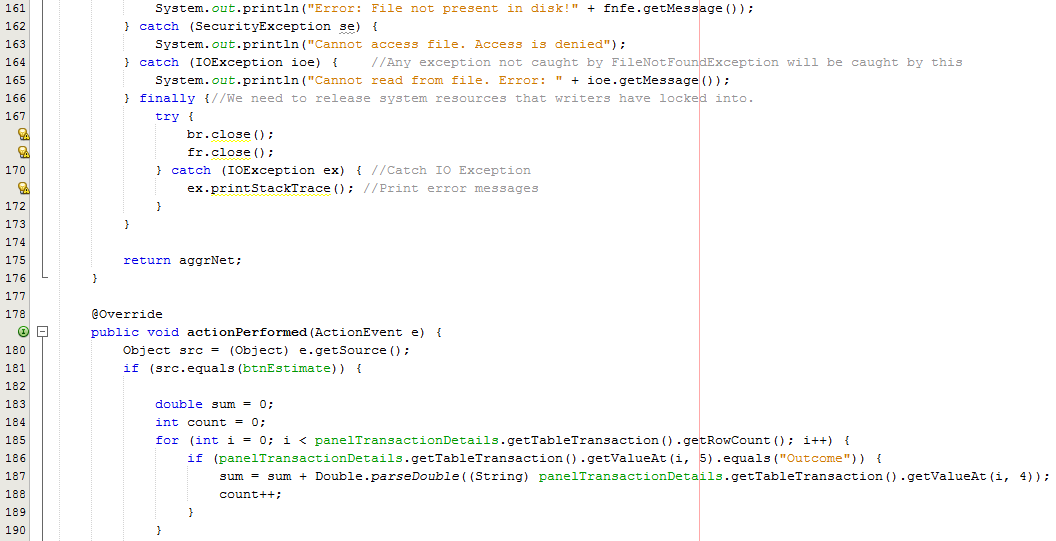 161 System.out.println("Error: File not present in disk!" + fnfe.getMessage());
162 } catch (SecurityException se) {
163 System.out.println("Cannot access file. Access is denied");
164 } catch (IOException ioe) { //Any exception not caught by FileNotFoundException will be caught by this
165 System.out.println("Cannot read from file. Error: " + ioe.getMessage());
166 } finally {//We need to release system resources that writers have locked into.
167 try {
br.close();
fr.close();
170 } catch (IOException ex) { //Catch IO Exception
ex.printStackTrace(); //Print error messages
172 }
173 }
174
175 return aggrNet;
176 }
177
178 @Override
public void actionPerformed(ActionEvent e) {
180 Object src = (Object) e.getSource();
181 if (src.equals(btnEstimate)) {
182
183 double sum = 0;
184 int count = 0;
185 for (int i = 0; i < panelTransactionDetails.getTableTransaction().getRowCount(); i++) {
186 if (panelTransactionDetails.getTableTransaction().getValueAt(i, 5).equals("Outcome")) {
187 sum = sum + Double.parseDouble((String) panelTransactionDetails.getTableTransaction().getValueAt(i, 4));
188 count++;
189 }
190 }